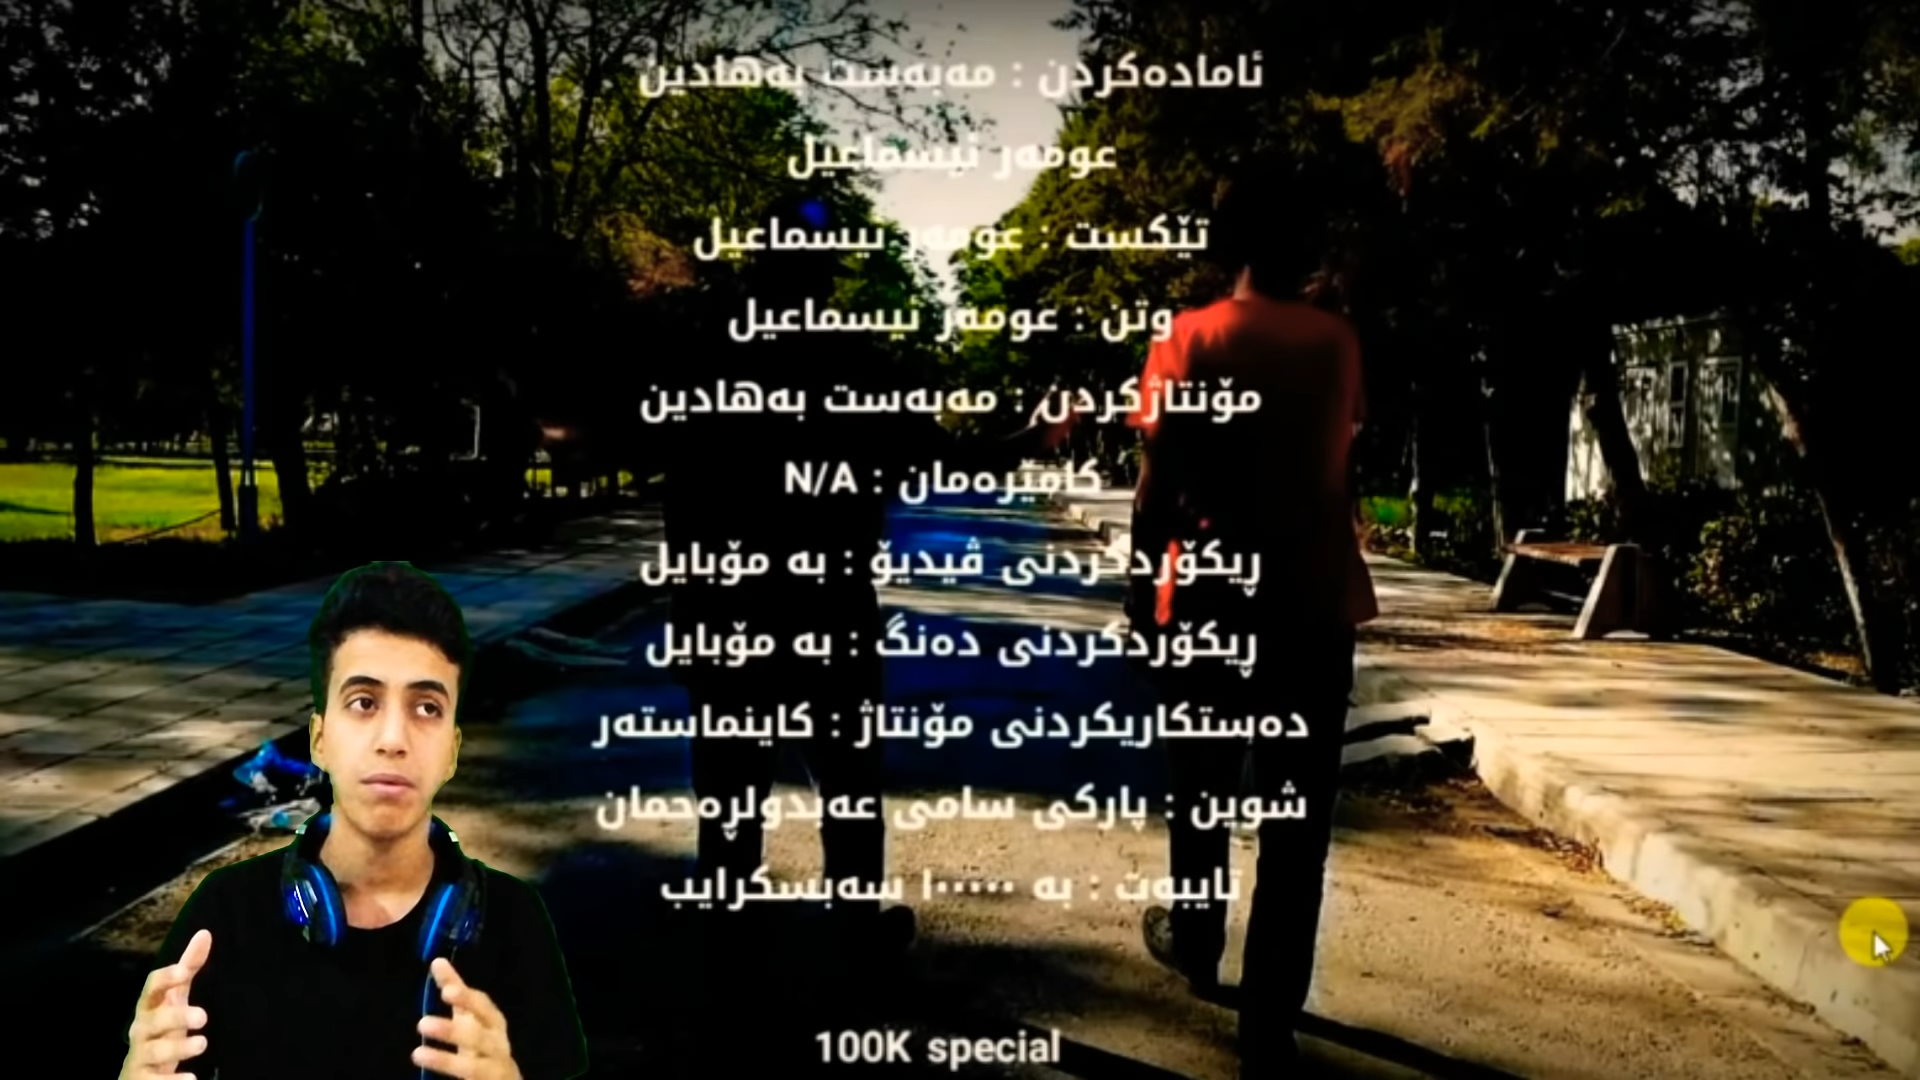 ئامادەکردن : مەبەست بەهادین
عومەر ئیسماعیل
تێکست : عومەر ئیسماعیل
وتن : عومەر ئیسماعیل
مۆنتاژکردن : مەبەست بەهادین
کامێرەمان : N/A
ڕیکۆردکردنی ڤیدیۆ : بە مۆبایل
ڕیکۆردکردنی دەنگ : بە مۆبایل
دەستکاریکردنی مۆنتاژ : کاینماستەر
شوین : پارکی سامی عەبدولڕەحمان
تایبەت : بە ١٠٠٠٠٠ سەبسکرایب
100K special